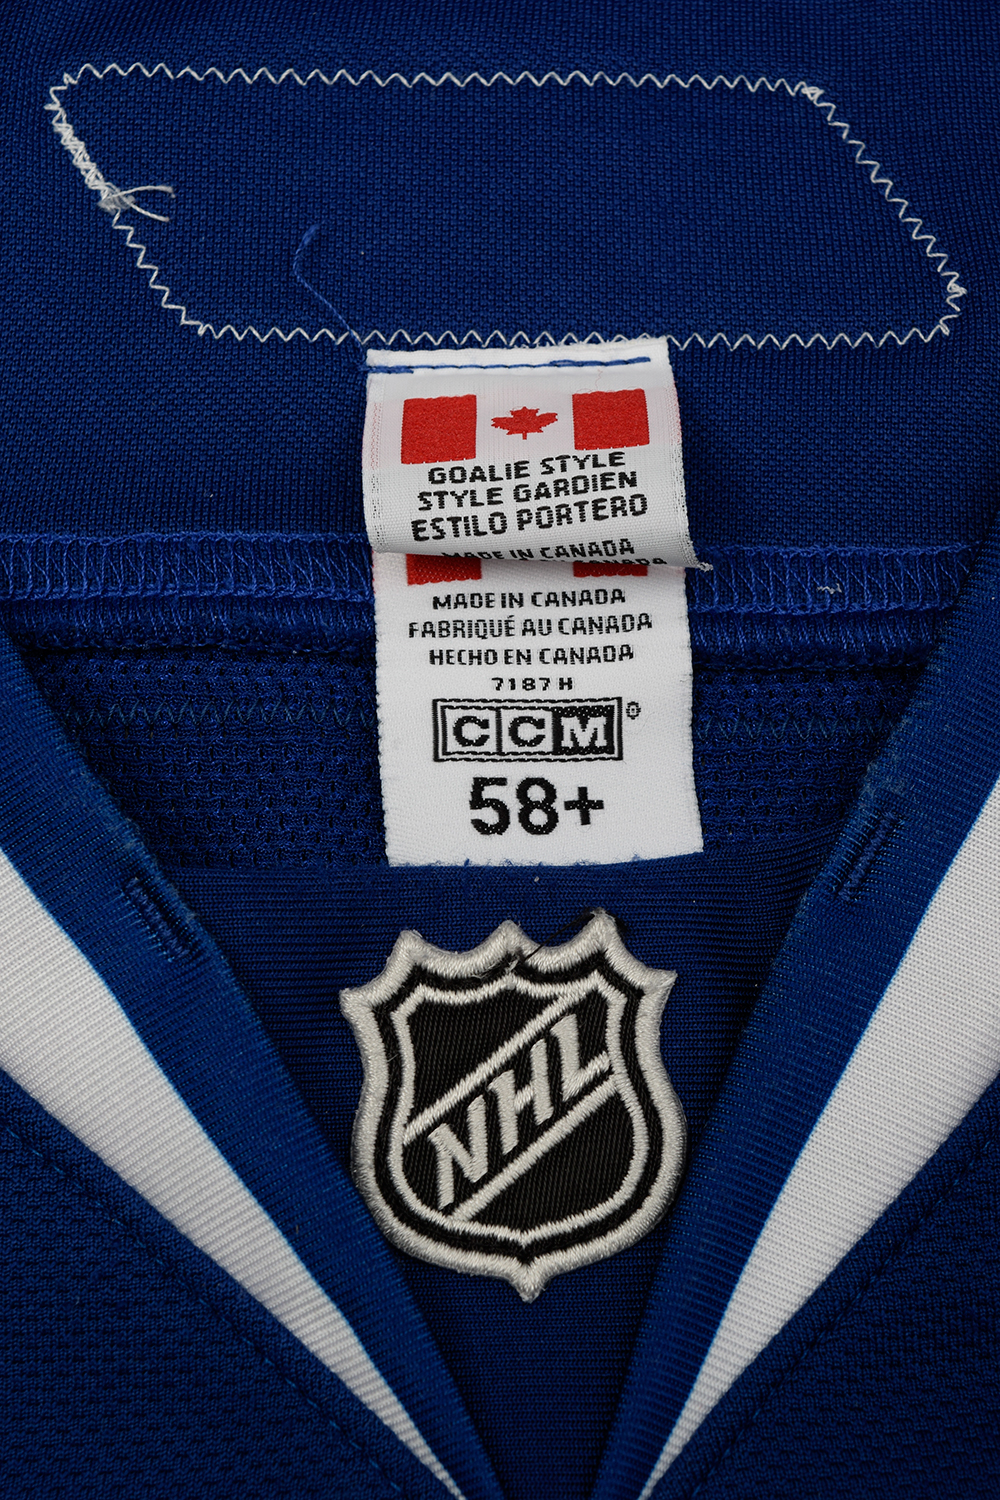 GOALIE STYLE
STYLE GARDIEN
ESTILO PORTERO
MADE IN CANADA
MADE IN CANADA
FABRIQUÉ AU CANADA
HECHO EN CANADA
7187 H
CCM®
58+
NHL